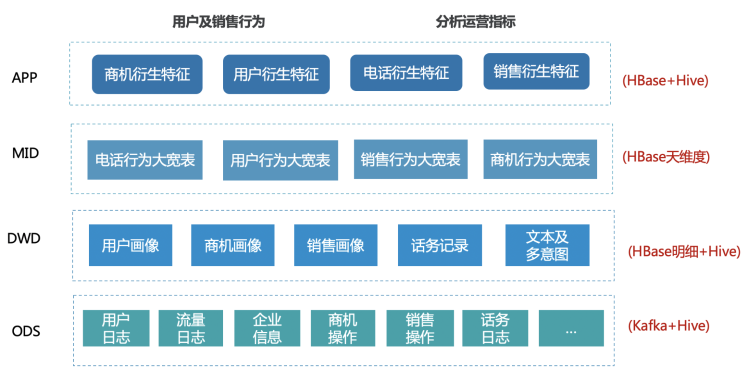 用户及销售行为 分析运营指标
APP 商机衍生特征 用户衍生特征 电话衍生特征 销售衍生特征 (HBase+Hive)
MID 电话行为大宽表 用户行为大宽表 销售行为大宽表 商机行为大宽表 (HBase天维度)
DWD 用户画像 商机画像 销售画像 话务记录 文本及
多意图
(HBase明细+Hive)
ODS 用户
日志
流量
日志
企业
信息
商机
操作
销售
操作
话务
日志
...
(Kafka+Hive)